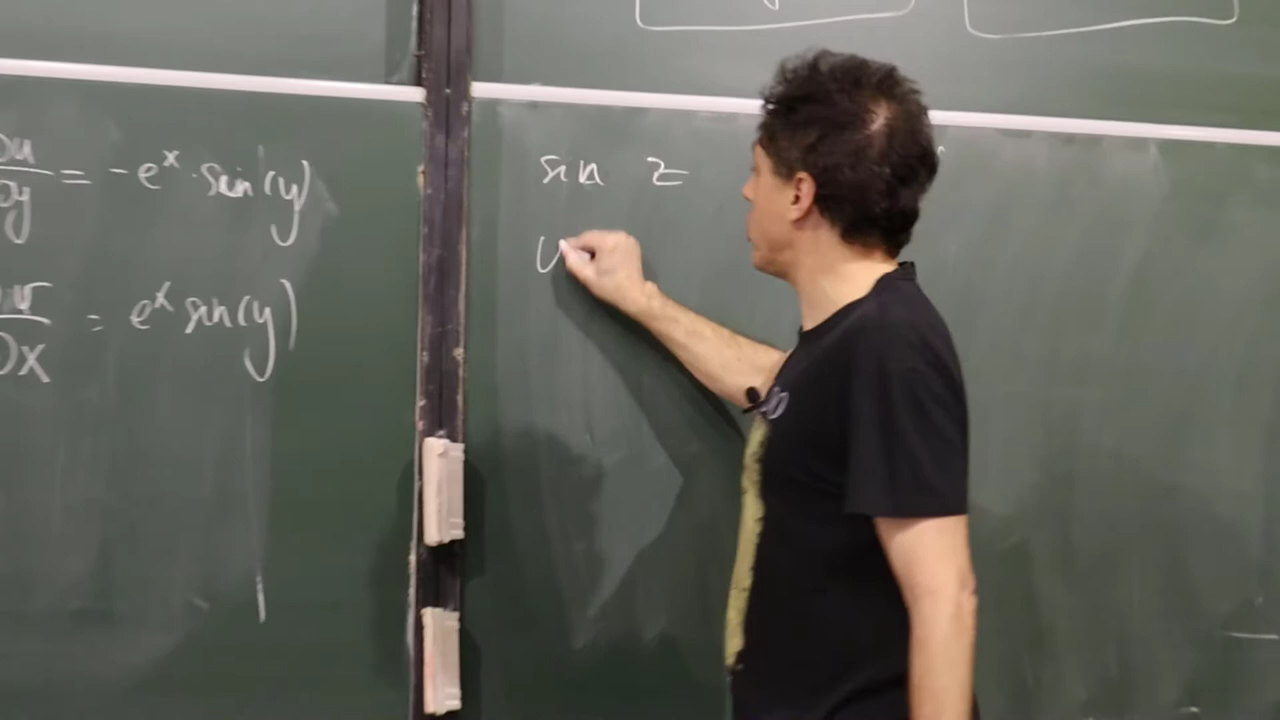 ∂u/∂y = -e^x · sin(y)
∂v/∂x = e^x sin(y)
sin z
u